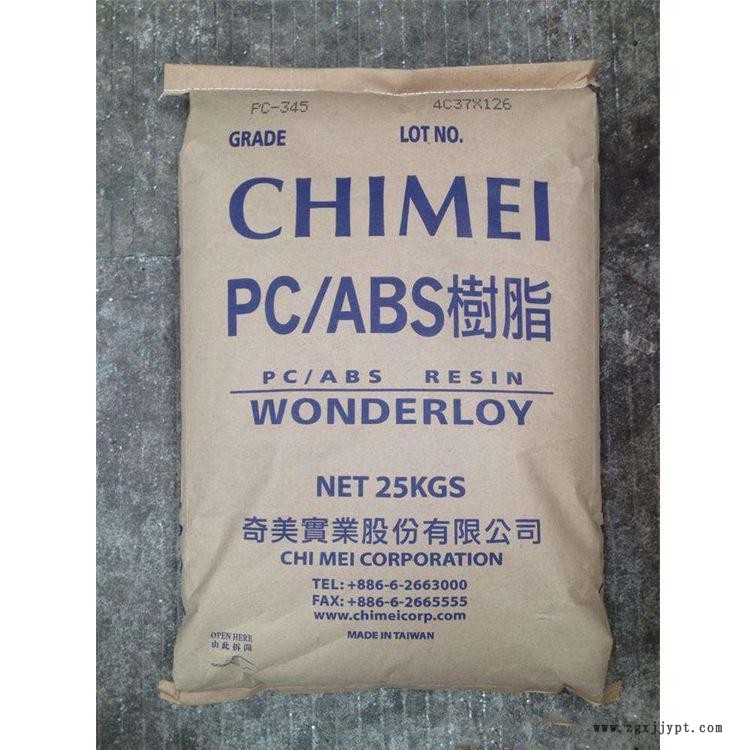 PC-345 4C37X126
GRADE LOT NO.
CHIMEI
PC/ABS樹脂
PC/ABS RESIN
WONDERLOY
NET 25KGS
奇美實業股份有限公司
CHI MEI CORPORATION
TEL: +886-6-2663000
FAX: +886-6-2665555
www.chimeicorp.com
MADE IN TAIWAN
OPEN HERE
由此拆開
www.zgxjjypt.com